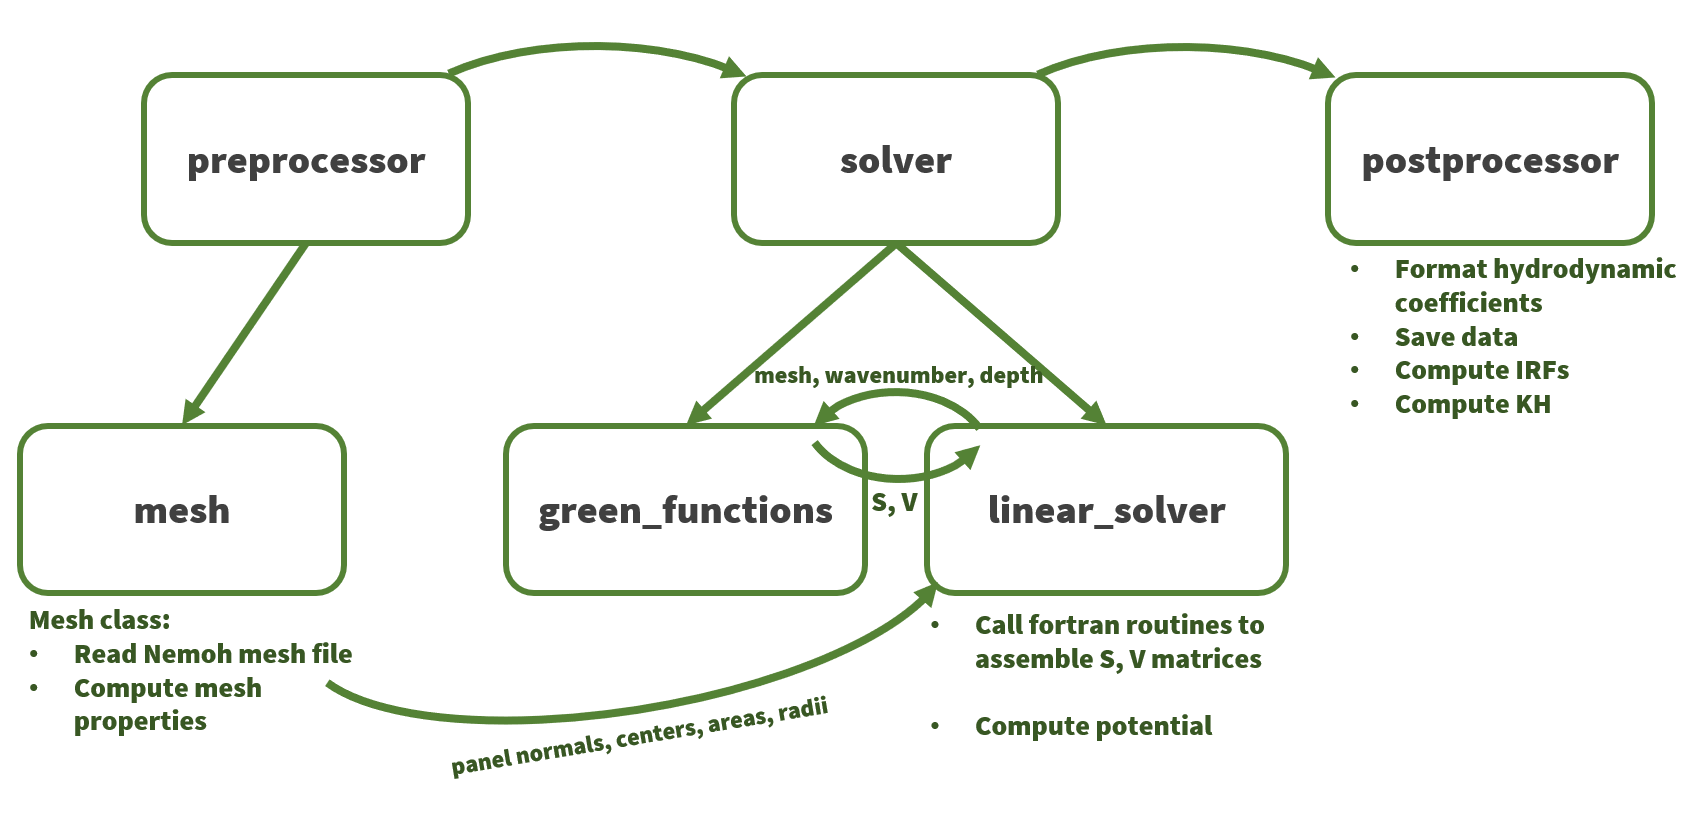 preprocessor
solver
postprocessor
• Format hydrodynamic
coefficients
• Save data
• Compute IRFs
• Compute KH
mesh, wavenumber, depth
mesh
green_functions
S, V
linear_solver
Mesh class:
• Read Nemoh mesh file
• Compute mesh
properties
panel normals, centers, areas, radii
• Call fortran routines to
assemble S, V matrices
• Compute potential